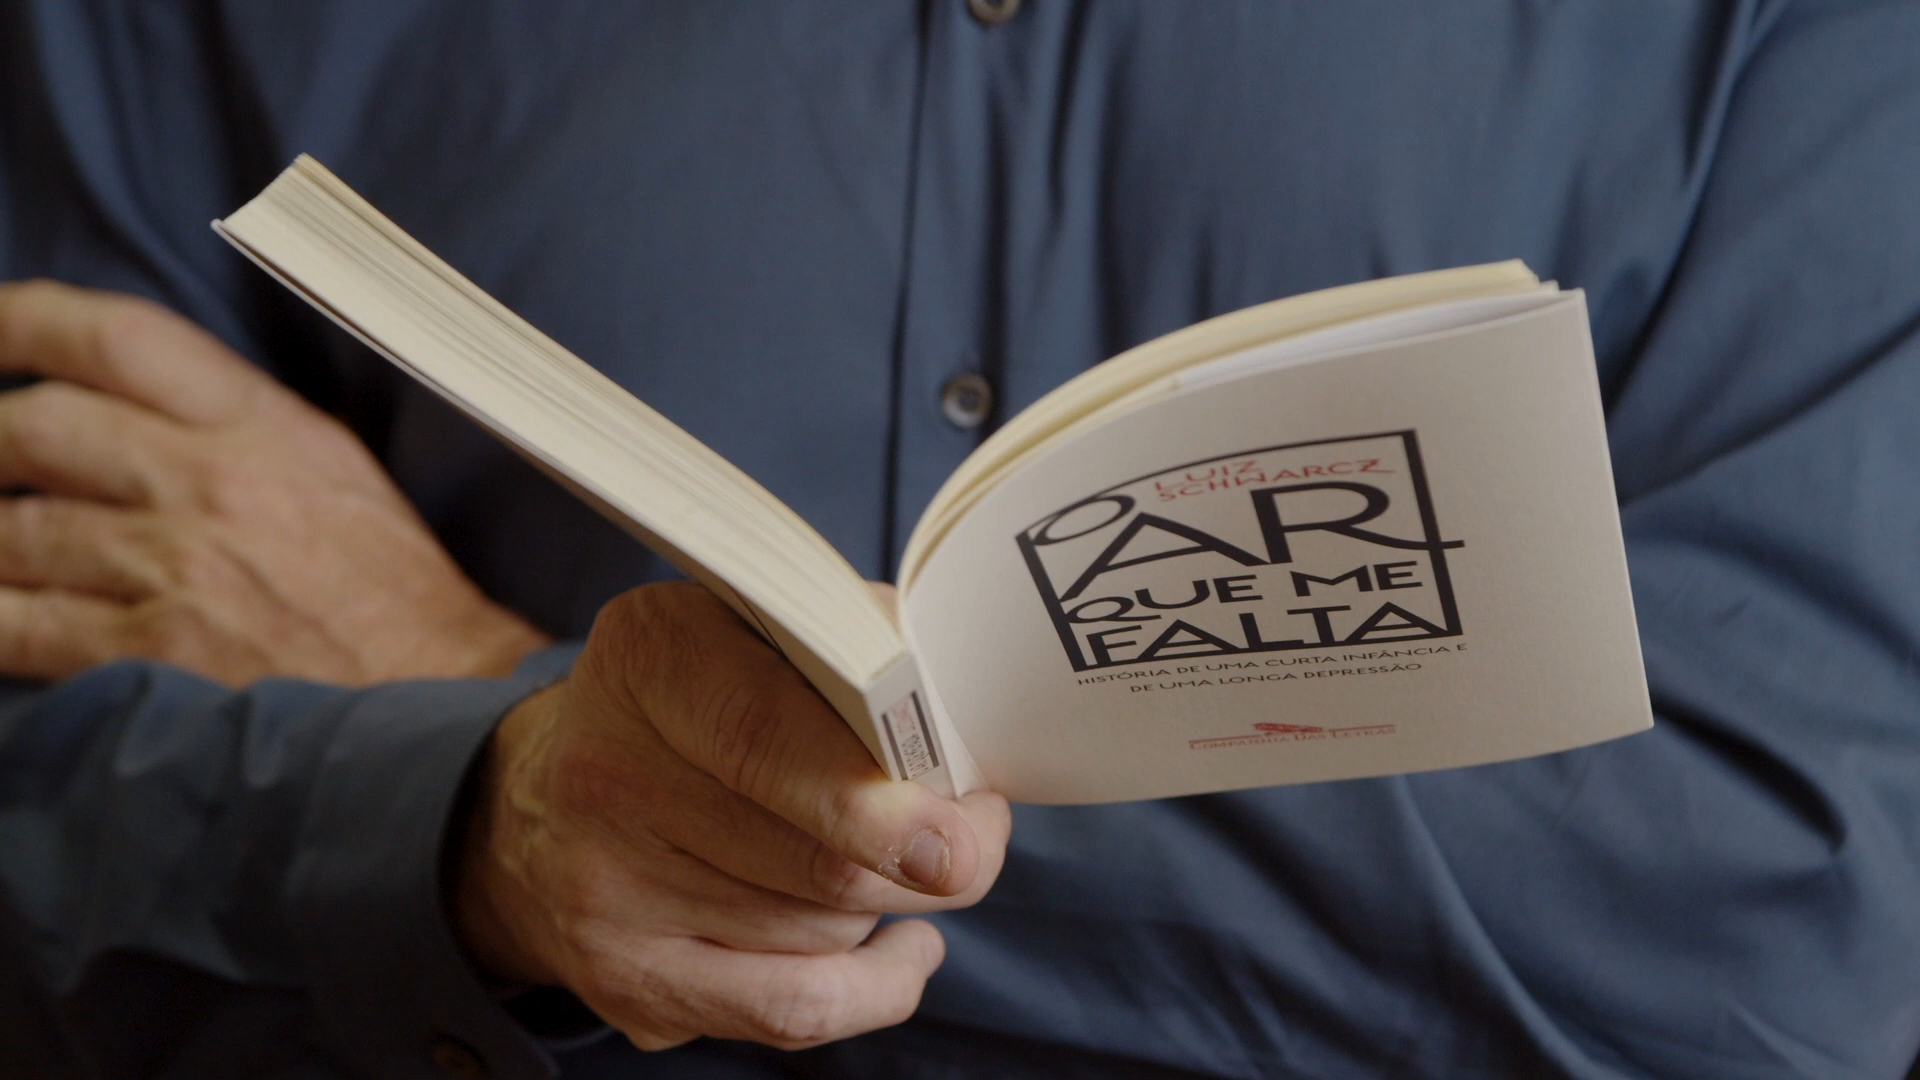 LUIZ
SCHWARCZ
O
AR
QUE ME
FALTA
HISTÓRIA DE UMA CURTA INFÂNCIA E
DE UMA LONGA DEPRESSÃO
COMPANHIA DAS LETRAS